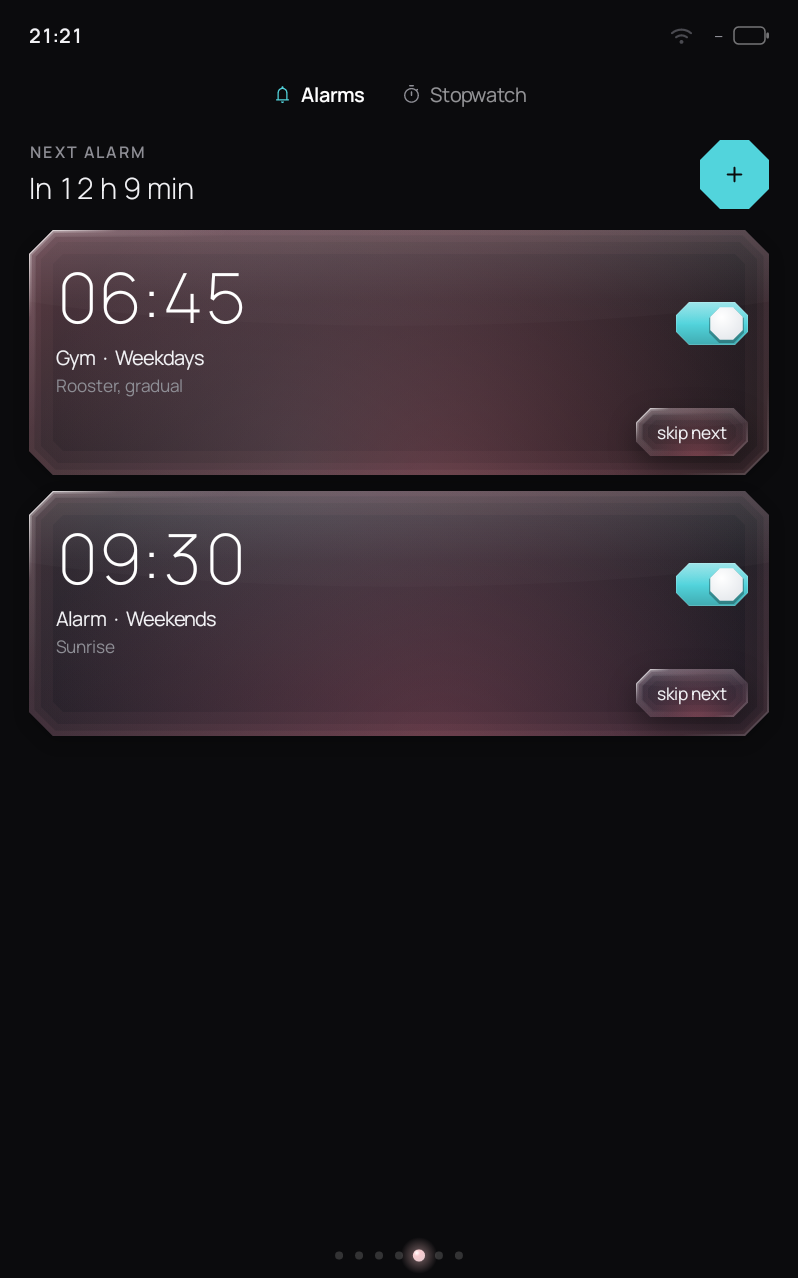 21:21
Alarms
Stopwatch
NEXT ALARM
In 12 h 9 min
+
06:45
Gym · Weekdays
Rooster, gradual
skip next
09:30
Alarm · Weekends
Sunrise
skip next